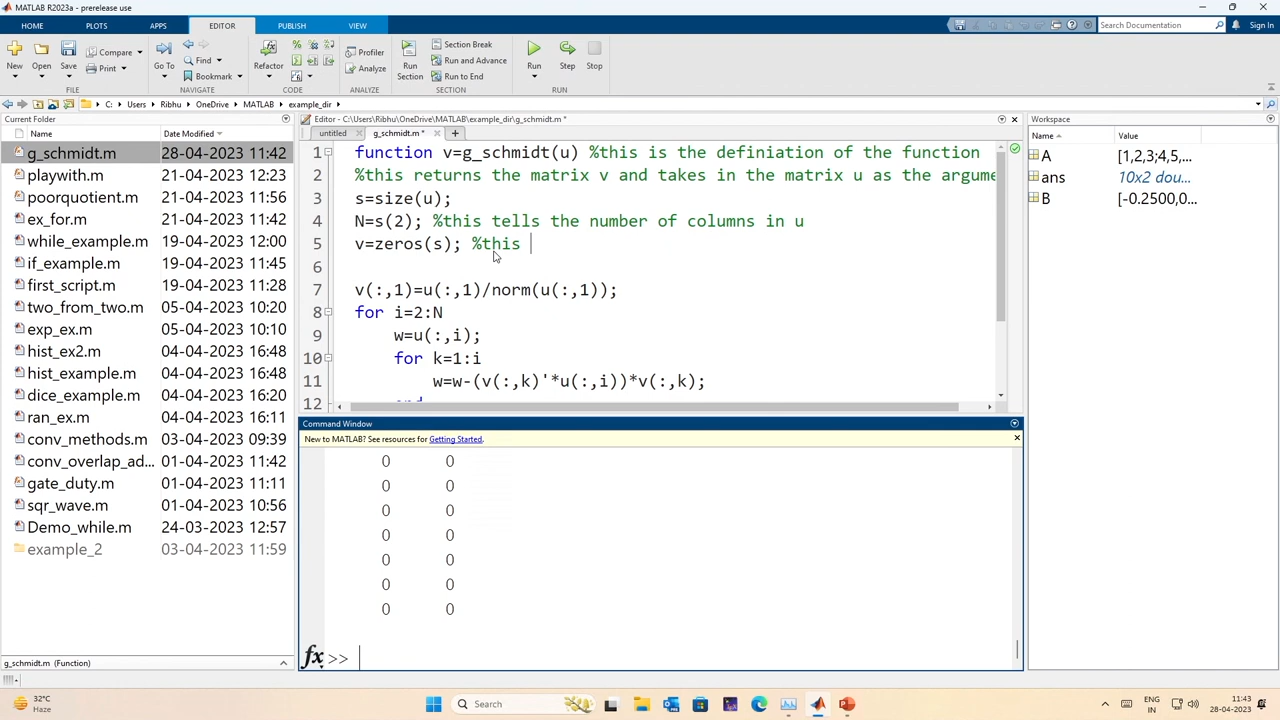 MATLAB R2023a - prerelease use
HOME PLOTS APPS EDITOR PUBLISH VIEW Search Documentation Sign In
New Open Save Compare Print Go To Find Bookmark Refactor Profiler Analyze Run Section Section Break Run and Advance Run to End Run Step Stop
FILE NAVIGATE CODE ANALYZE SECTION RUN
C: Users Ribhu OneDrive MATLAB example_dir
Current Folder
Name Date Modified
g_schmidt.m 28-04-2023 11:42
playwith.m 21-04-2023 12:23
poorquotient.m 21-04-2023 11:56
ex_for.m 21-04-2023 11:42
while_example.m 19-04-2023 12:00
if_example.m 19-04-2023 11:45
first_script.m 19-04-2023 11:28
two_from_two.m 05-04-2023 10:20
exp_ex.m 05-04-2023 10:10
hist_ex2.m 04-04-2023 16:48
hist_example.m 04-04-2023 16:48
dice_example.m 04-04-2023 16:20
ran_ex.m 04-04-2023 16:11
conv_methods.m 03-04-2023 09:39
conv_overlap_ad... 01-04-2023 11:42
gate_duty.m 01-04-2023 11:11
sqr_wave.m 01-04-2023 10:56
Demo_while.m 24-03-2023 12:57
example_2 03-04-2023 11:59
g_schmidt.m (Function)
Editor - C:\Users\Ribhu\OneDrive\MATLAB\example_dir\g_schmidt.m *
untitled g_schmidt.m *
1 function v=g_schmidt(u) %this is the definiation of the function
2 %this returns the matrix v and takes in the matrix u as the argume
3 s=size(u);
4 N=s(2); %this tells the number of columns in u
5 v=zeros(s); %this
6
7 v(:,1)=u(:,1)/norm(u(:,1));
8 for i=2:N
9 w=u(:,i);
10 for k=1:i
11 w=w-(v(:,k)'*u(:,i))*v(:,k);
12 end
Command Window
New to MATLAB? See resources for Getting Started.
0 0
0 0
0 0
0 0
0 0
0 0
0 0
fx >>
Workspace
Name Value
A [1,2,3;4,5,...
ans 10x2 dou...
B [-0.2500,0...
32°C
Haze
Search
ENG
IN
11:43
28-04-2023